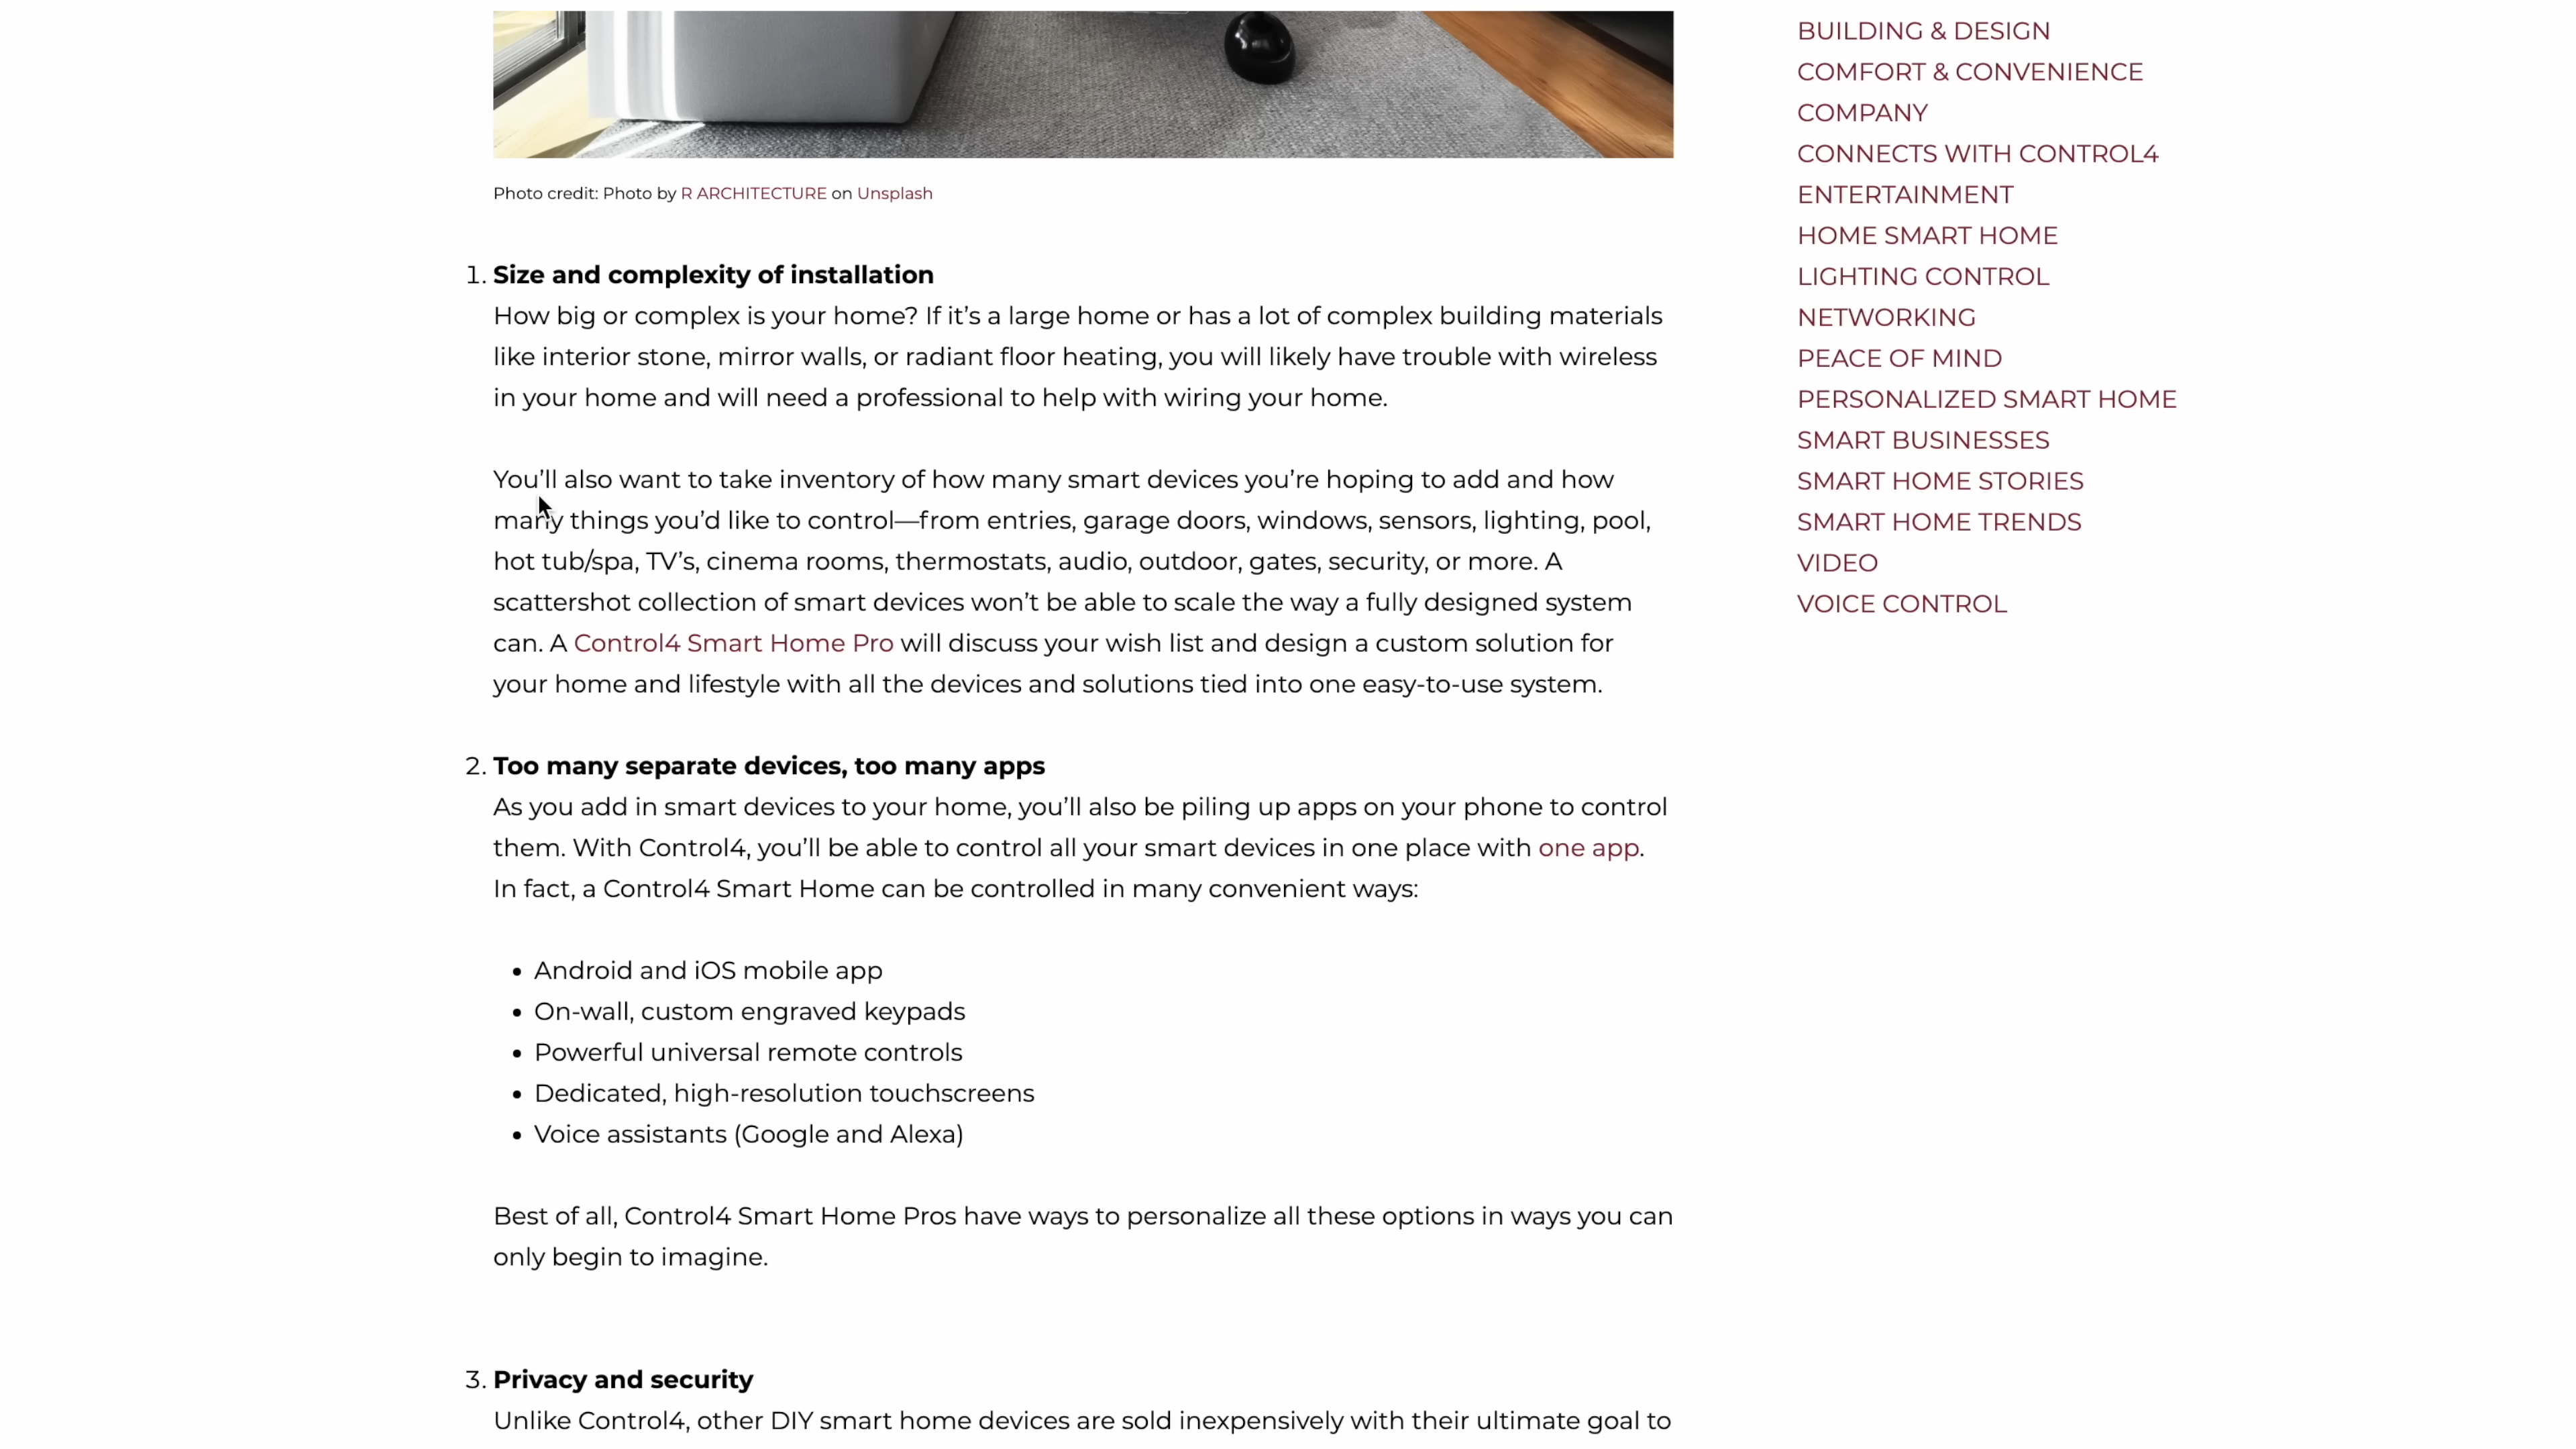 Photo credit: Photo by R ARCHITECTURE on Unsplash
1. Size and complexity of installation
How big or complex is your home? If it’s a large home or has a lot of complex building materials
like interior stone, mirror walls, or radiant floor heating, you will likely have trouble with wireless
in your home and will need a professional to help with wiring your home.
You’ll also want to take inventory of how many smart devices you’re hoping to add and how
many things you’d like to control—from entries, garage doors, windows, sensors, lighting, pool,
hot tub/spa, TV’s, cinema rooms, thermostats, audio, outdoor, gates, security, or more. A
scattershot collection of smart devices won’t be able to scale the way a fully designed system
can. A Control4 Smart Home Pro will discuss your wish list and design a custom solution for
your home and lifestyle with all the devices and solutions tied into one easy-to-use system.
2. Too many separate devices, too many apps
As you add in smart devices to your home, you’ll also be piling up apps on your phone to control
them. With Control4, you’ll be able to control all your smart devices in one place with one app.
In fact, a Control4 Smart Home can be controlled in many convenient ways:
• Android and iOS mobile app
• On-wall, custom engraved keypads
• Powerful universal remote controls
• Dedicated, high-resolution touchscreens
• Voice assistants (Google and Alexa)
Best of all, Control4 Smart Home Pros have ways to personalize all these options in ways you can
only begin to imagine.
3. Privacy and security
Unlike Control4, other DIY smart home devices are sold inexpensively with their ultimate goal to
BUILDING & DESIGN
COMFORT & CONVENIENCE
COMPANY
CONNECTS WITH CONTROL4
ENTERTAINMENT
HOME SMART HOME
LIGHTING CONTROL
NETWORKING
PEACE OF MIND
PERSONALIZED SMART HOME
SMART BUSINESSES
SMART HOME STORIES
SMART HOME TRENDS
VIDEO
VOICE CONTROL